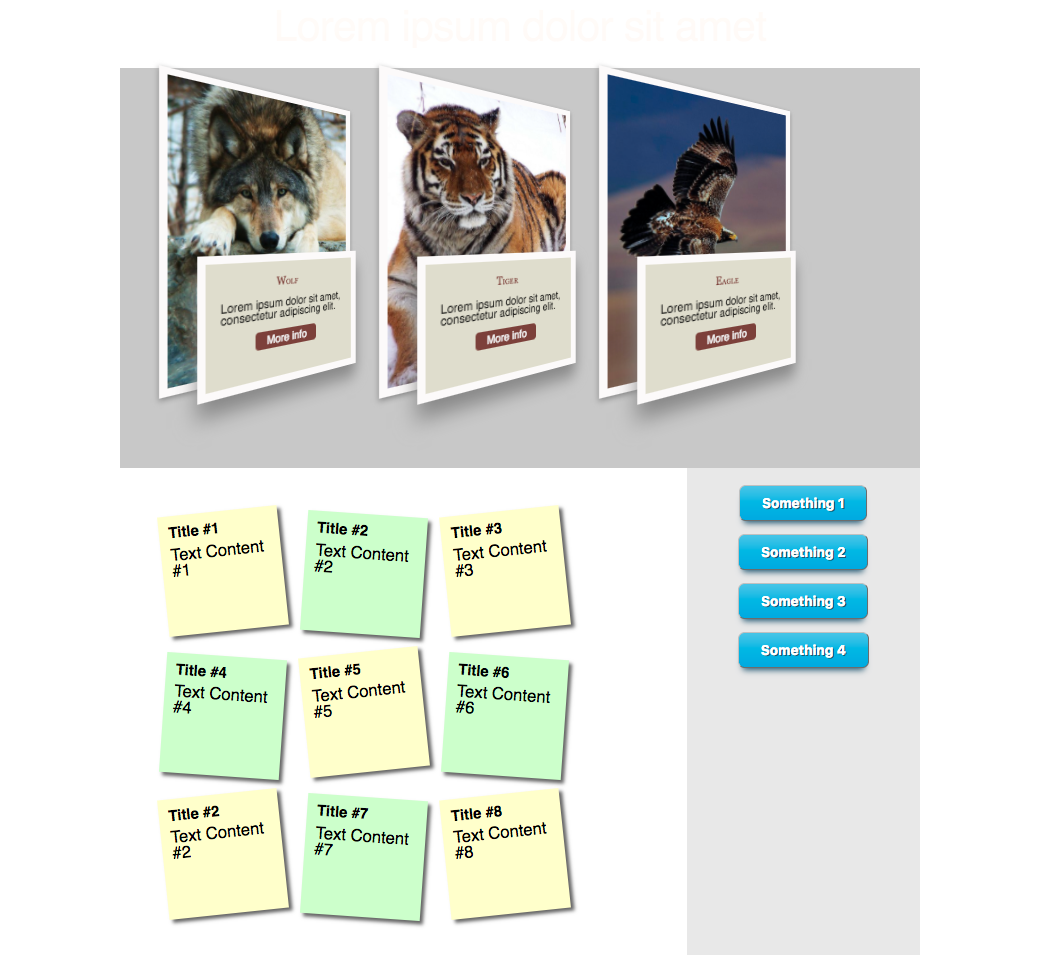 Lorem ipsum dolor sit amet
Wolf
Lorem ipsum dolor sit amet,
consectetur adipiscing elit.
More info
Tiger
Lorem ipsum dolor sit amet,
consectetur adipiscing elit.
More info
Eagle
Lorem ipsum dolor sit amet,
consectetur adipiscing elit.
More info
Title #1
Text Content
#1
Title #2
Text Content
#2
Title #3
Text Content
#3
Title #4
Text Content
#4
Title #5
Text Content
#5
Title #6
Text Content
#6
Title #2
Text Content
#2
Title #7
Text Content
#7
Title #8
Text Content
#8
Something 1
Something 2
Something 3
Something 4